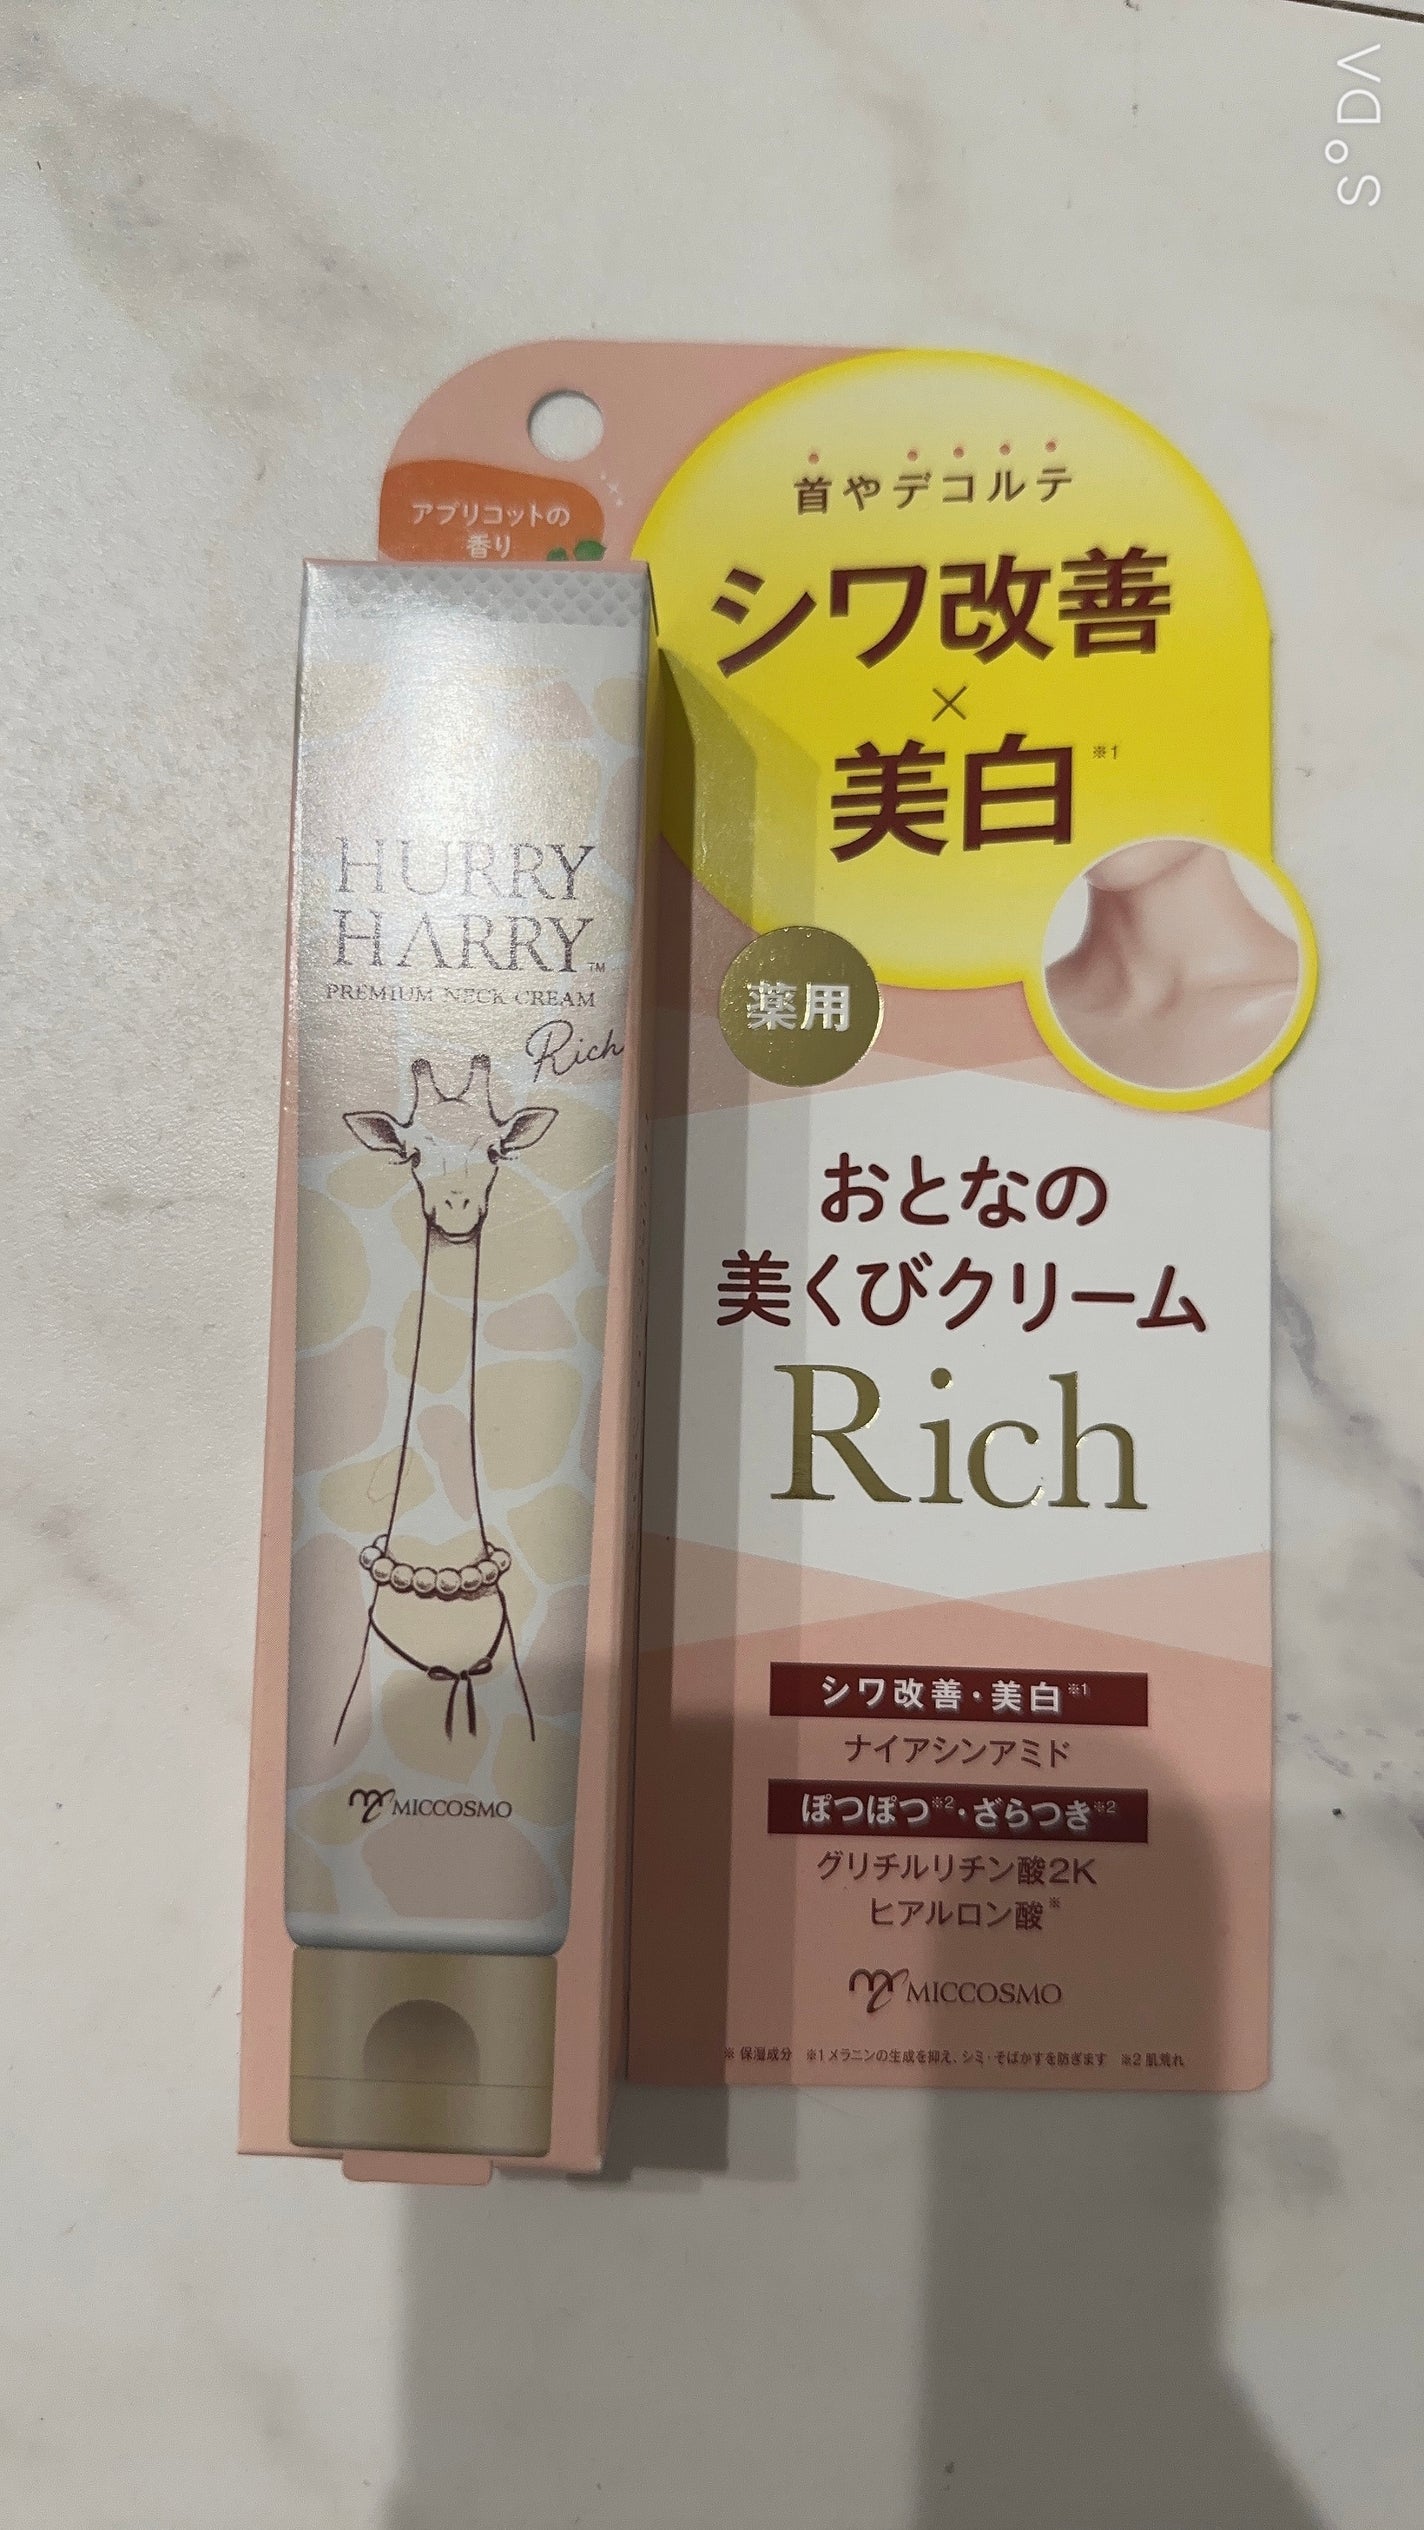 VD°S
アプリコットの
香り
首やデコルテ
シワ改善
×
美白※1
薬用
HURRY
HARRY™
PREMIUM NECK CREAM
Rich
MICCOSMO
おとなの
美くびクリーム
Rich
シワ改善・美白※1
ナイアシンアミド
ぽつぽつ※2・ざらつき※2
グリチルリチン酸2K
ヒアルロン酸※
MICCOSMO
※ 保湿成分 ※1 メラニンの生成を抑え、シミ・そばかすを防ぎます ※2 肌荒れ